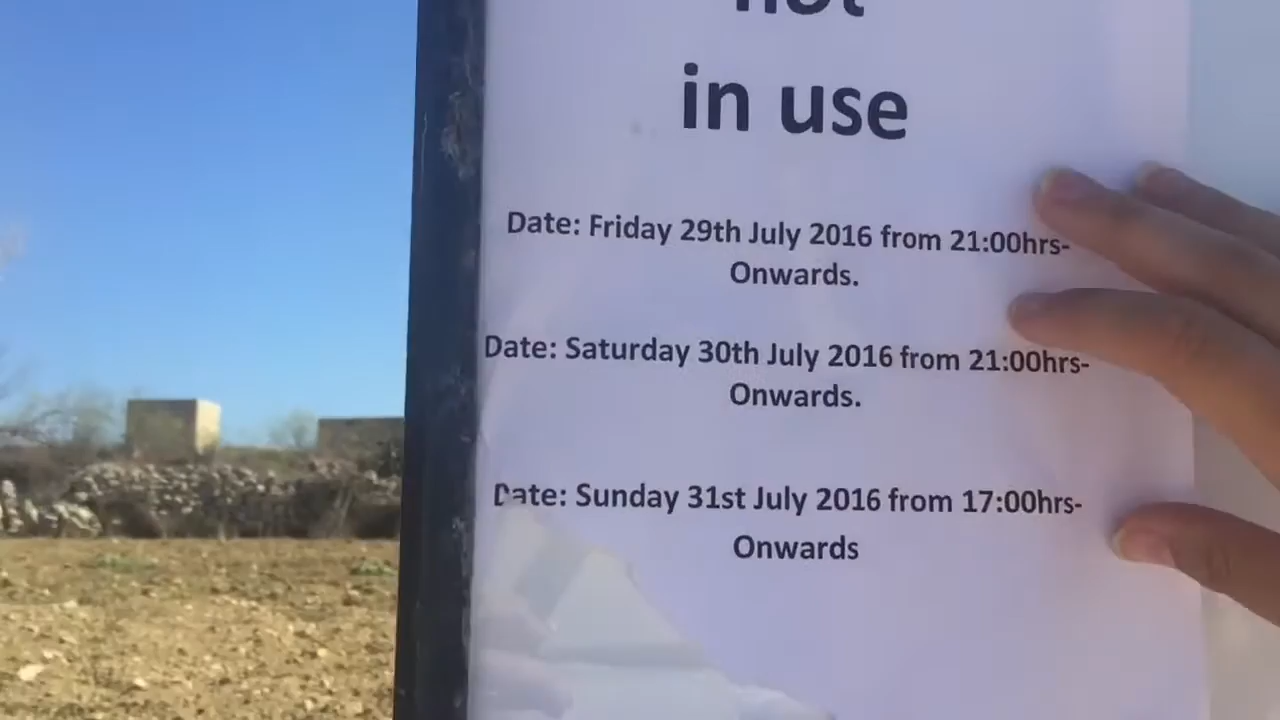 not
in use
Date: Friday 29th July 2016 from 21:00hrs-
Onwards.
Date: Saturday 30th July 2016 from 21:00hrs-
Onwards.
Date: Sunday 31st July 2016 from 17:00hrs-
Onwards